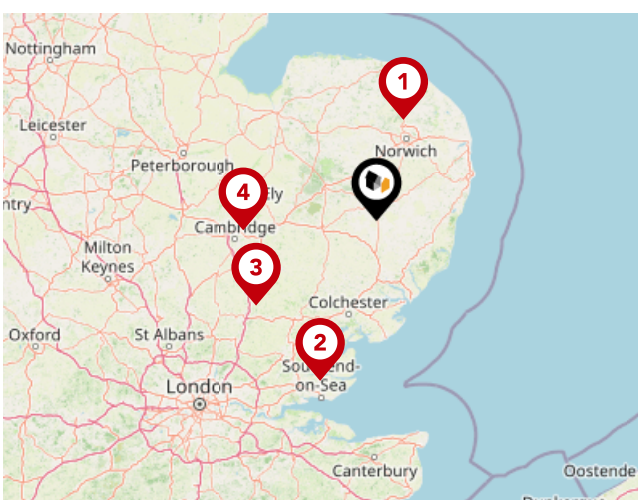 Nottingham
1
Leicester
Norwich
Peterborough
4
Ely
ntry
Cambridge
Milton
Keynes
3
Colchester
Oxford
St Albans
2
Southend-
on-Sea
London
Canterbury
Oostende